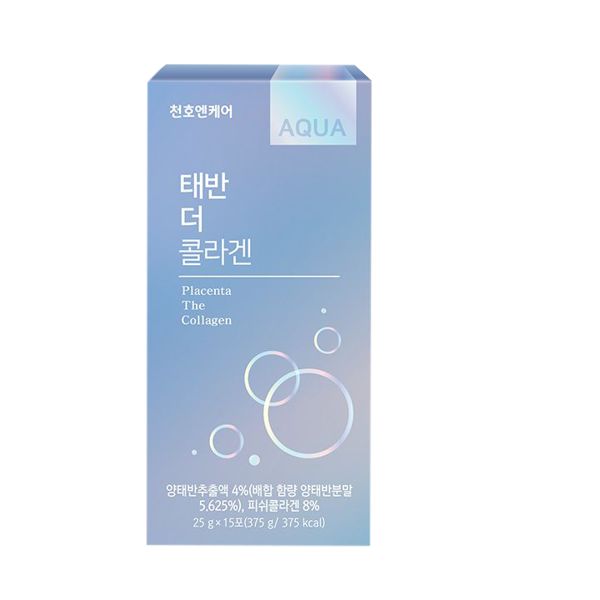 천호엔케어
AQUA
태반
더
콜라겐
Placenta
The
Collagen
양태반추출액 4%(배합 함량 양태반분말
5.625%), 피쉬콜라겐 8%
25 g × 15포(375 g/ 375 kcal)